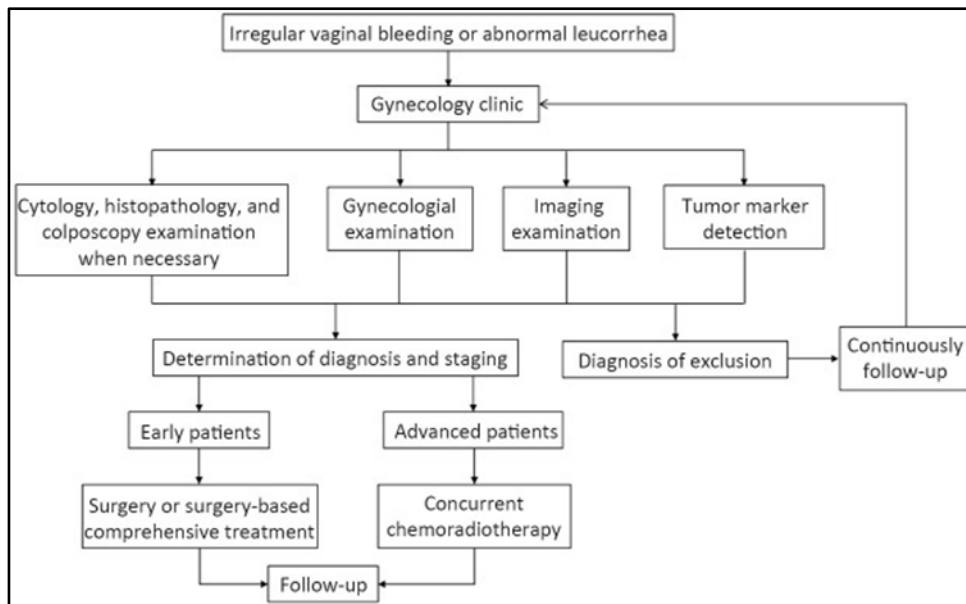 Irregular vaginal bleeding or abnormal leucorrhea
Gynecology clinic
Cytology, histopathology, and
colposcopy examination
when necessary
Gynecologial
examination
Imaging
examination
Tumor marker
detection
Determination of diagnosis and staging
Diagnosis of exclusion
Continuously
follow-up
Early patients
Advanced patients
Surgery or surgery-based
comprehensive treatment
Concurrent
chemoradiotherapy
Follow-up